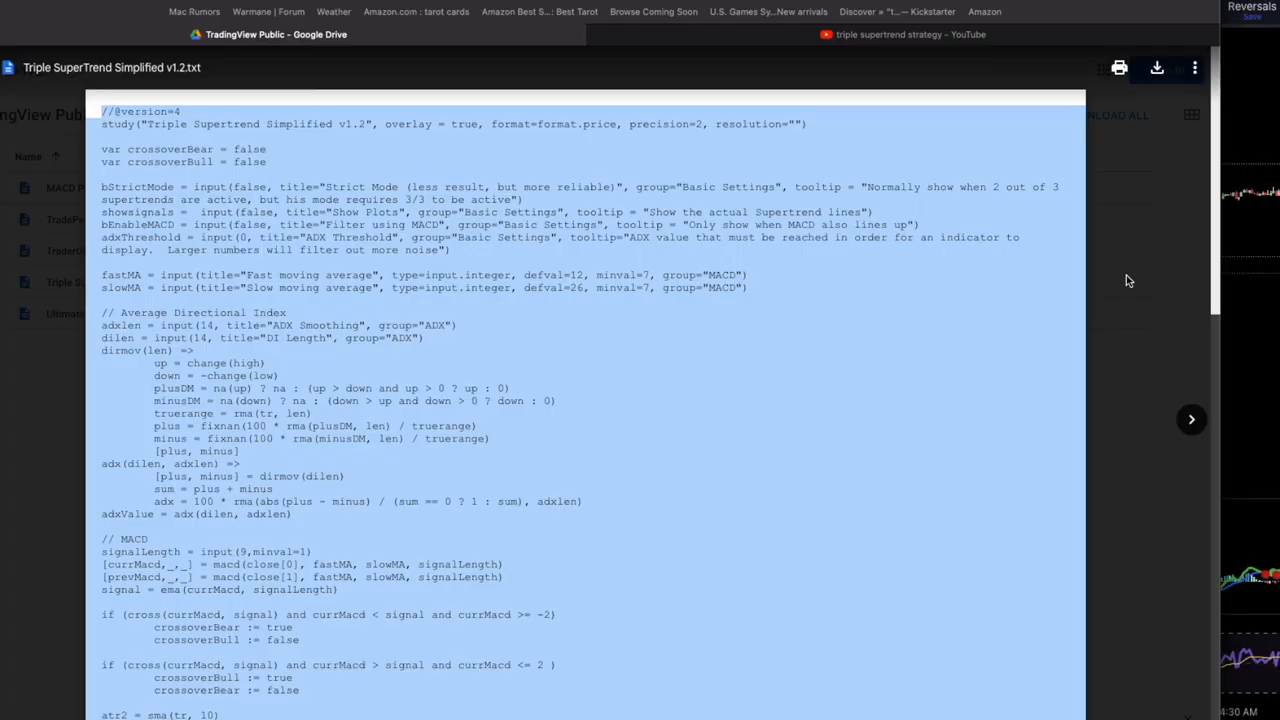 Mac Rumors Warmane | Forum Weather Amazon.com : tarot cards Amazon Best S...: Best Tarot Browse Coming Soon U.S. Games Sy...New arrivals Discover » "t...— Kickstarter Amazon
Reversals
Save
TradingView Public - Google Drive
triple supertrend strategy - YouTube
Triple SuperTrend Simplified v1.2.txt
NLOAD ALL
ngView Pub
Name
MACD P
TradePe
Triple Su
Ultimati
//@version=4
study("Triple Supertrend Simplified v1.2", overlay = true, format=format.price, precision=2, resolution="")
var crossoverBear = false
var crossoverBull = false
bStrictMode = input(false, title="Strict Mode (less result, but more reliable)", group="Basic Settings", tooltip = "Normally show when 2 out of 3
supertrends are active, but his mode requires 3/3 to be active")
showsignals =  input(false, title="Show Plots", group="Basic Settings", tooltip = "Show the actual Supertrend lines")
bEnableMACD = input(false, title="Filter using MACD", group="Basic Settings", tooltip = "Only show when MACD also lines up")
adxThreshold = input(0, title="ADX Threshold", group="Basic Settings", tooltip="ADX value that must be reached in order for an indicator to
display.  Larger numbers will filter out more noise")
fastMA = input(title="Fast moving average", type=input.integer, defval=12, minval=7, group="MACD")
slowMA = input(title="Slow moving average", type=input.integer, defval=26, minval=7, group="MACD")
// Average Directional Index
adxlen = input(14, title="ADX Smoothing", group="ADX")
dilen = input(14, title="DI Length", group="ADX")
dirmov(len) =>
up = change(high)
down = -change(low)
plusDM = na(up) ? na : (up > down and up > 0 ? up : 0)
minusDM = na(down) ? na : (down > up and down > 0 ? down : 0)
truerange = rma(tr, len)
plus = fixnan(100 * rma(plusDM, len) / truerange)
minus = fixnan(100 * rma(minusDM, len) / truerange)
[plus, minus]
adx(dilen, adxlen) =>
[plus, minus] = dirmov(dilen)
sum = plus + minus
adx = 100 * rma(abs(plus - minus) / (sum == 0 ? 1 : sum), adxlen)
adxValue = adx(dilen, adxlen)
// MACD
signalLength = input(9,minval=1)
[currMacd,_,_] = macd(close[0], fastMA, slowMA, signalLength)
[prevMacd,_,_] = macd(close[1], fastMA, slowMA, signalLength)
signal = ema(currMacd, signalLength)
if (cross(currMacd, signal) and currMacd < signal and currMacd >= -2)
crossoverBear := true
crossoverBull := false
if (cross(currMacd, signal) and currMacd > signal and currMacd <= 2 )
crossoverBull := true
crossoverBear := false
atr2 = sma(tr, 10)
4:30 AM